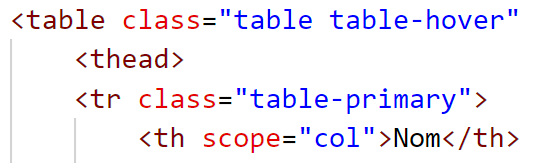 <table class="table table-hover"
<thead>
<tr class="table-primary">
<th scope="col">Nom</th>